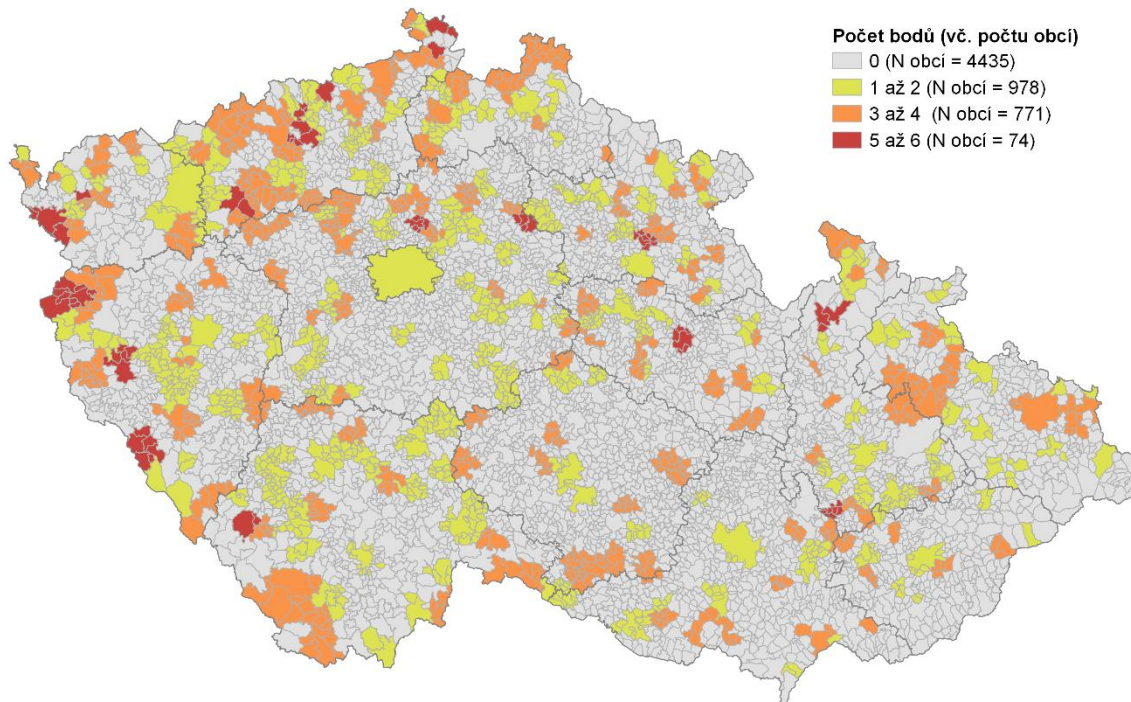 Počet bodů (vč. počtu obcí)
0 (N obcí = 4435)
1 až 2 (N obcí = 978)
3 až 4 (N obcí = 771)
5 až 6 (N obcí = 74)